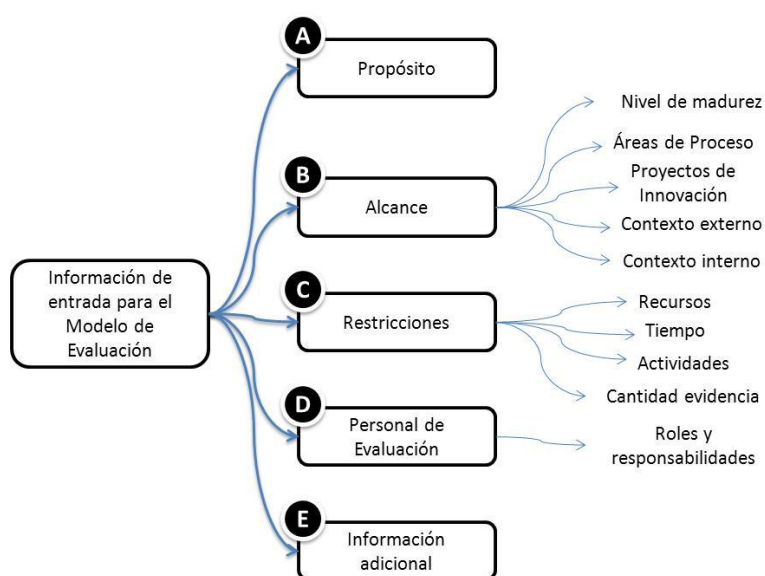 Información de
entrada para el
Modelo de
Evaluación
A
Propósito
B
Alcance
Nivel de madurez
Áreas de Proceso
Proyectos de
Innovación
Contexto externo
Contexto interno
C
Restricciones
Recursos
Tiempo
Actividades
Cantidad evidencia
D
Personal de
Evaluación
Roles y
responsabilidades
E
Información
adicional